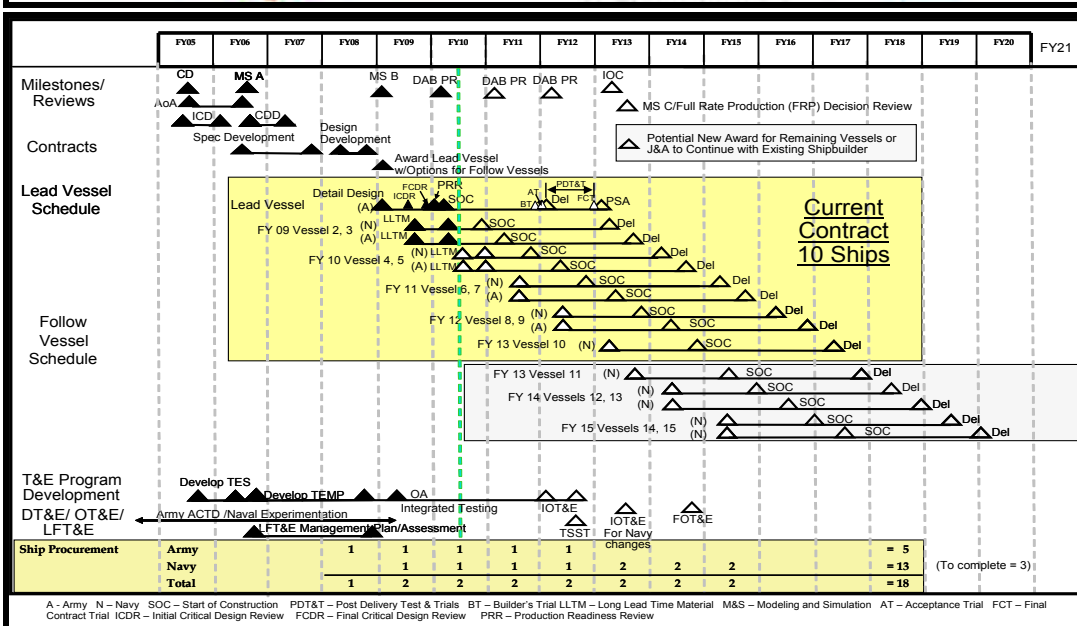 FY05 FY06 FY07 FY08 FY09 FY10 FY11 FY12 FY13 FY14 FY15 FY16 FY17 FY18 FY19 FY20 FY21
Milestones/
Reviews
CD MS A MS B DAB PR DAB PR DAB PR IOC
AoA
MS C/Full Rate Production (FRP) Decision Review
ICD CDD
Contracts
Spec Development
Design
Development
Award Lead Vessel
w/Options for Follow Vessels
Potential New Award for Remaining Vessels or
J&A to Continue with Existing Shipbuilder
Lead Vessel
Schedule
Lead Vessel
Detail Design
(A)
ICDR
FCDR
PRR
SOC
AT
BT
Del
PDT&T
FCT
PSA
Current
Contract
10 Ships
FY 09 Vessel 2, 3
(N) LLTM SOC Del
(A) LLTM SOC Del
FY 10 Vessel 4, 5
(N) LLTM SOC Del
(A) LLTM SOC Del
FY 11 Vessel 6, 7
(N) SOC Del
(A) SOC Del
Follow
Vessel
Schedule
FY 12 Vessel 8, 9
(N) SOC Del
(A) SOC Del
FY 13 Vessel 10 (N) SOC Del
FY 13 Vessel 11 (N) SOC Del
FY 14 Vessels 12, 13
(N) SOC Del
(N) SOC Del
FY 15 Vessels 14, 15
(N) SOC Del
(N) SOC Del
T&E Program
Development
Develop TES
Develop TEMP
OA
Integrated Testing
IOT&E
DT&E/ OT&E/
LFT&E
Army ACTD /Naval Experimentation
LFT&E Management Plan/Assessment
TSST
IOT&E
For Navy
changes
FOT&E
Ship Procurement Army 1 1 1 1 1 = 5
Navy 1 1 1 1 2 2 2 = 13 (To complete = 3)
Total 1 2 2 2 2 2 2 2 = 18
A - Army N – Navy SOC – Start of Construction PDT&T – Post Delivery Test & Trials BT – Builder's Trial LLTM – Long Lead Time Material M&S – Modeling and Simulation AT – Acceptance Trial FCT – Final
Contract Trial ICDR – Initial Critical Design Review FCDR – Final Critical Design Review PRR – Production Readiness Review